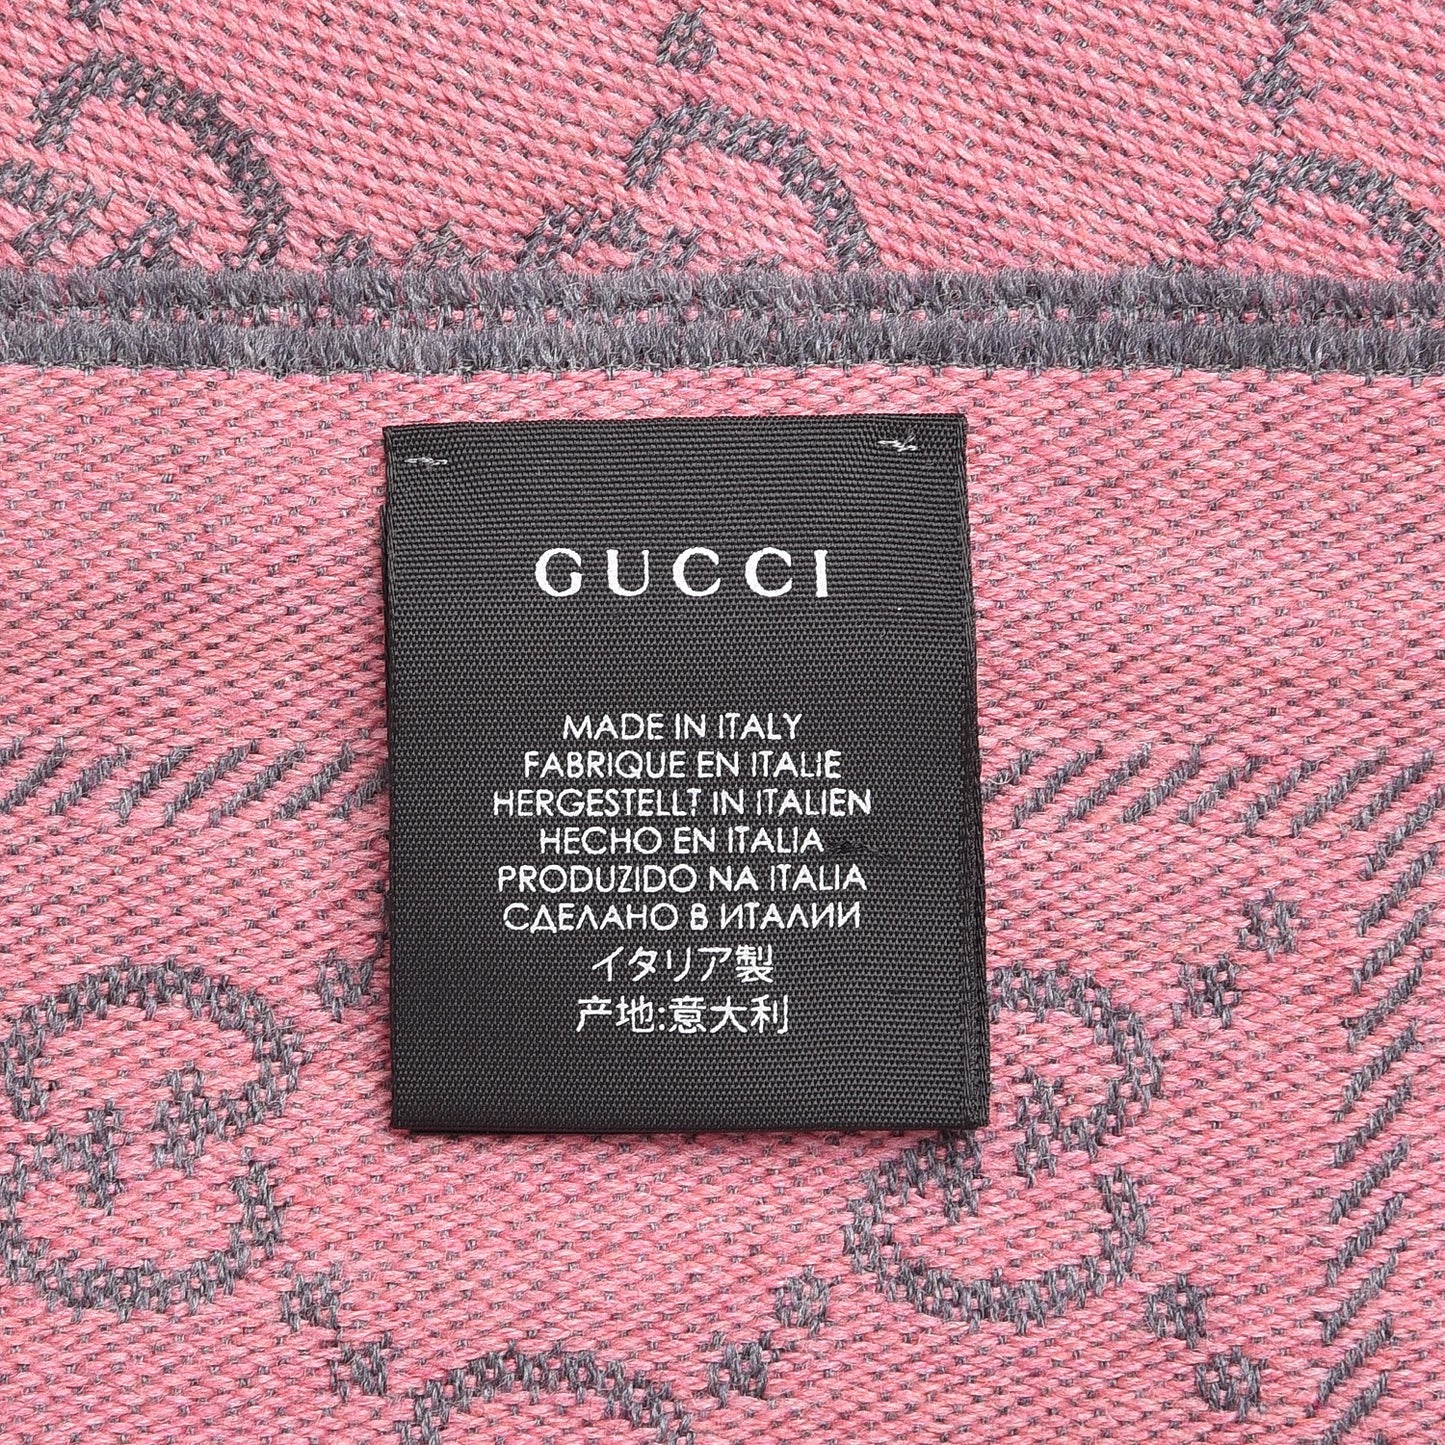 GUCCI
MADE IN ITALY
FABRIQUE EN ITALIE
HERGESTELLT IN ITALIEN
HECHO EN ITALIA
PRODUZIDO NA ITALIA
СДЕЛАНО В ИТАЛИИ
イタリア製
产地:意大利